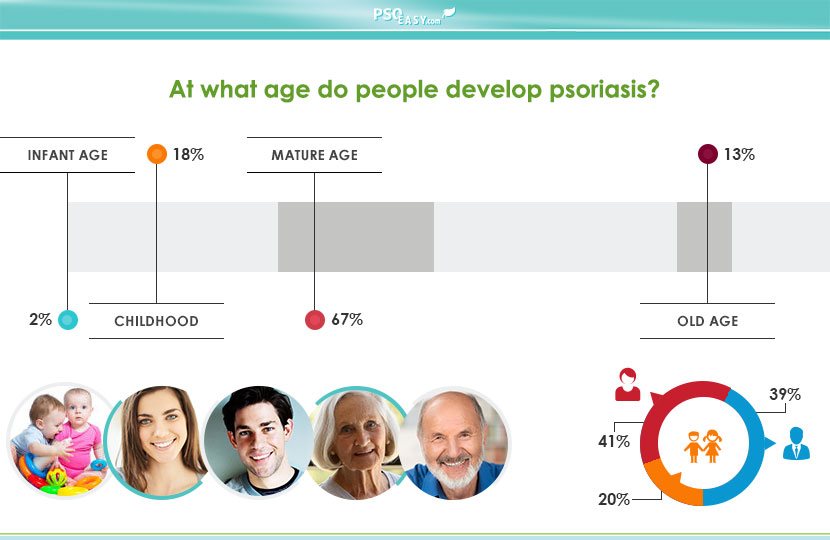 PSO EASY.com
At what age do people develop psoriasis?
INFANT AGE
18%
MATURE AGE
13%
2%
CHILDHOOD
67%
OLD AGE
39%
41%
20%